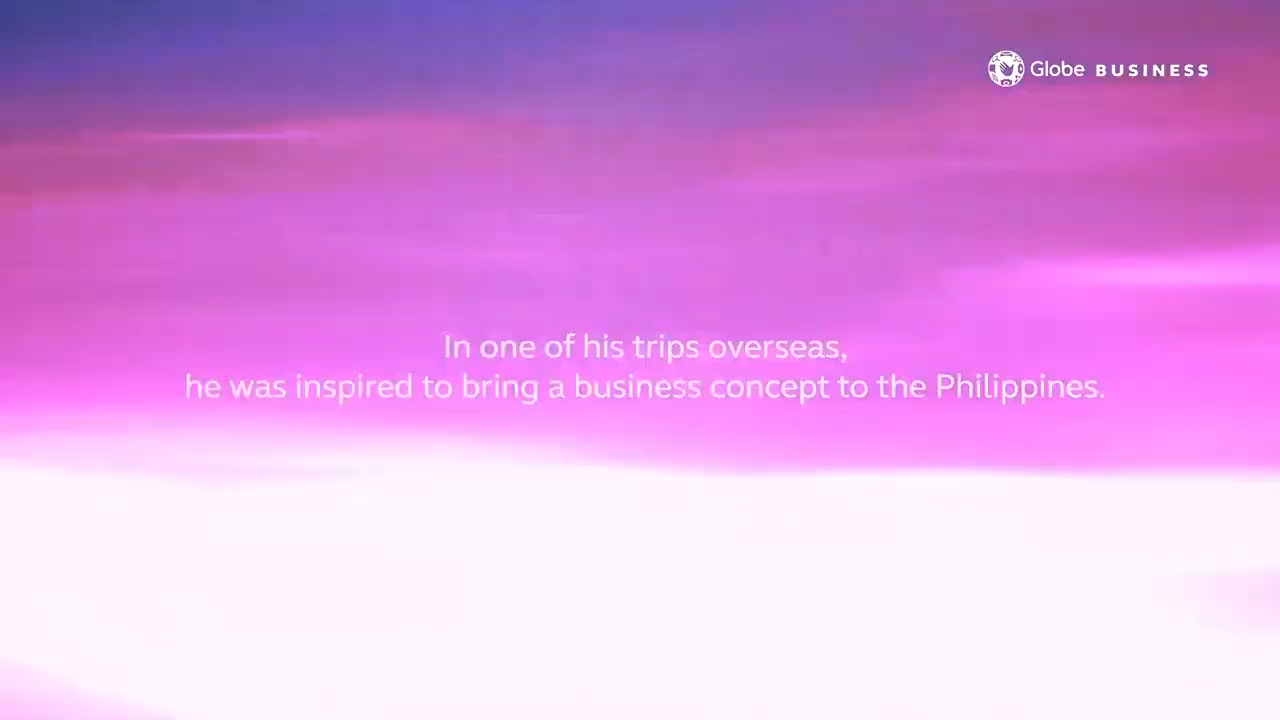 Globe BUSINESS
In one of his trips overseas,
he was inspired to bring a business concept to the Philippines.